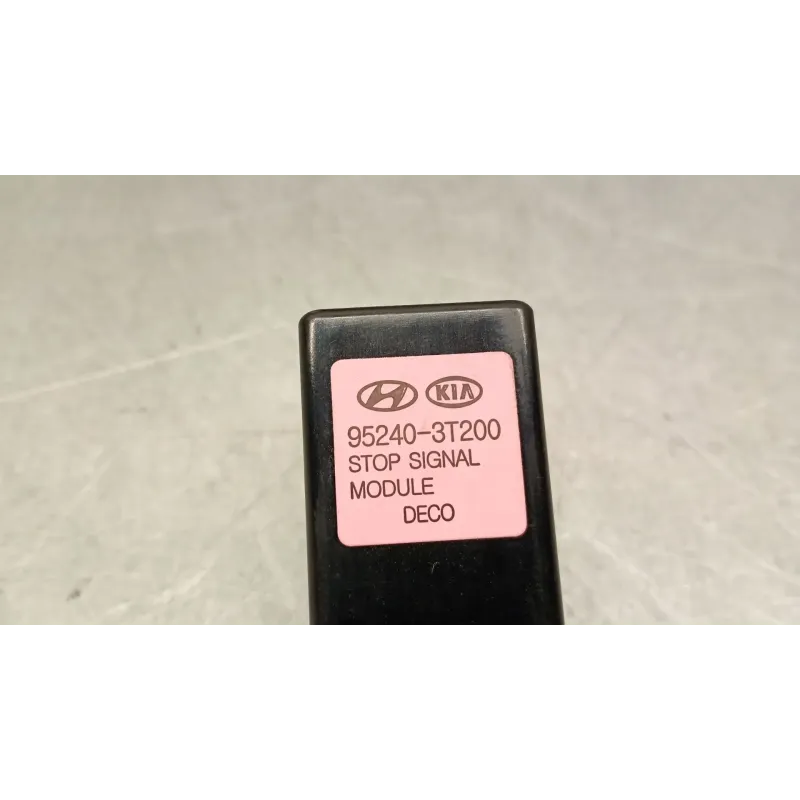 KIA
95240-3T200
STOP SIGNAL
MODULE
DECO